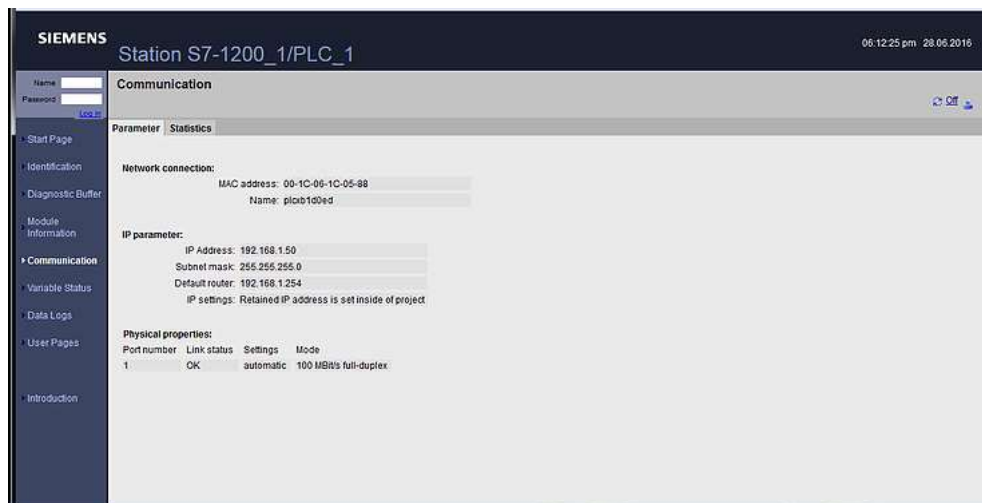 SIEMENS
Station S7-1200_1/PLC_1
06:12:25 pm 28.06.2016
Name
Password
Log in
Communication
Off
Parameter Statistics
Start Page
Identification
Diagnostic Buffer
Module
Information
Communication
Variable Status
Data Logs
User Pages
Introduction
Network connection:
MAC address: 00-1C-06-1C-05-88
Name: plcxb1d0ed
IP parameter:
IP Address: 192.168.1.50
Subnet mask: 255.255.255.0
Default router: 192.168.1.254
IP settings: Retained IP address is set inside of project
Physical properties:
Port number Link status Settings Mode
1 OK automatic 100 MBit/s full-duplex